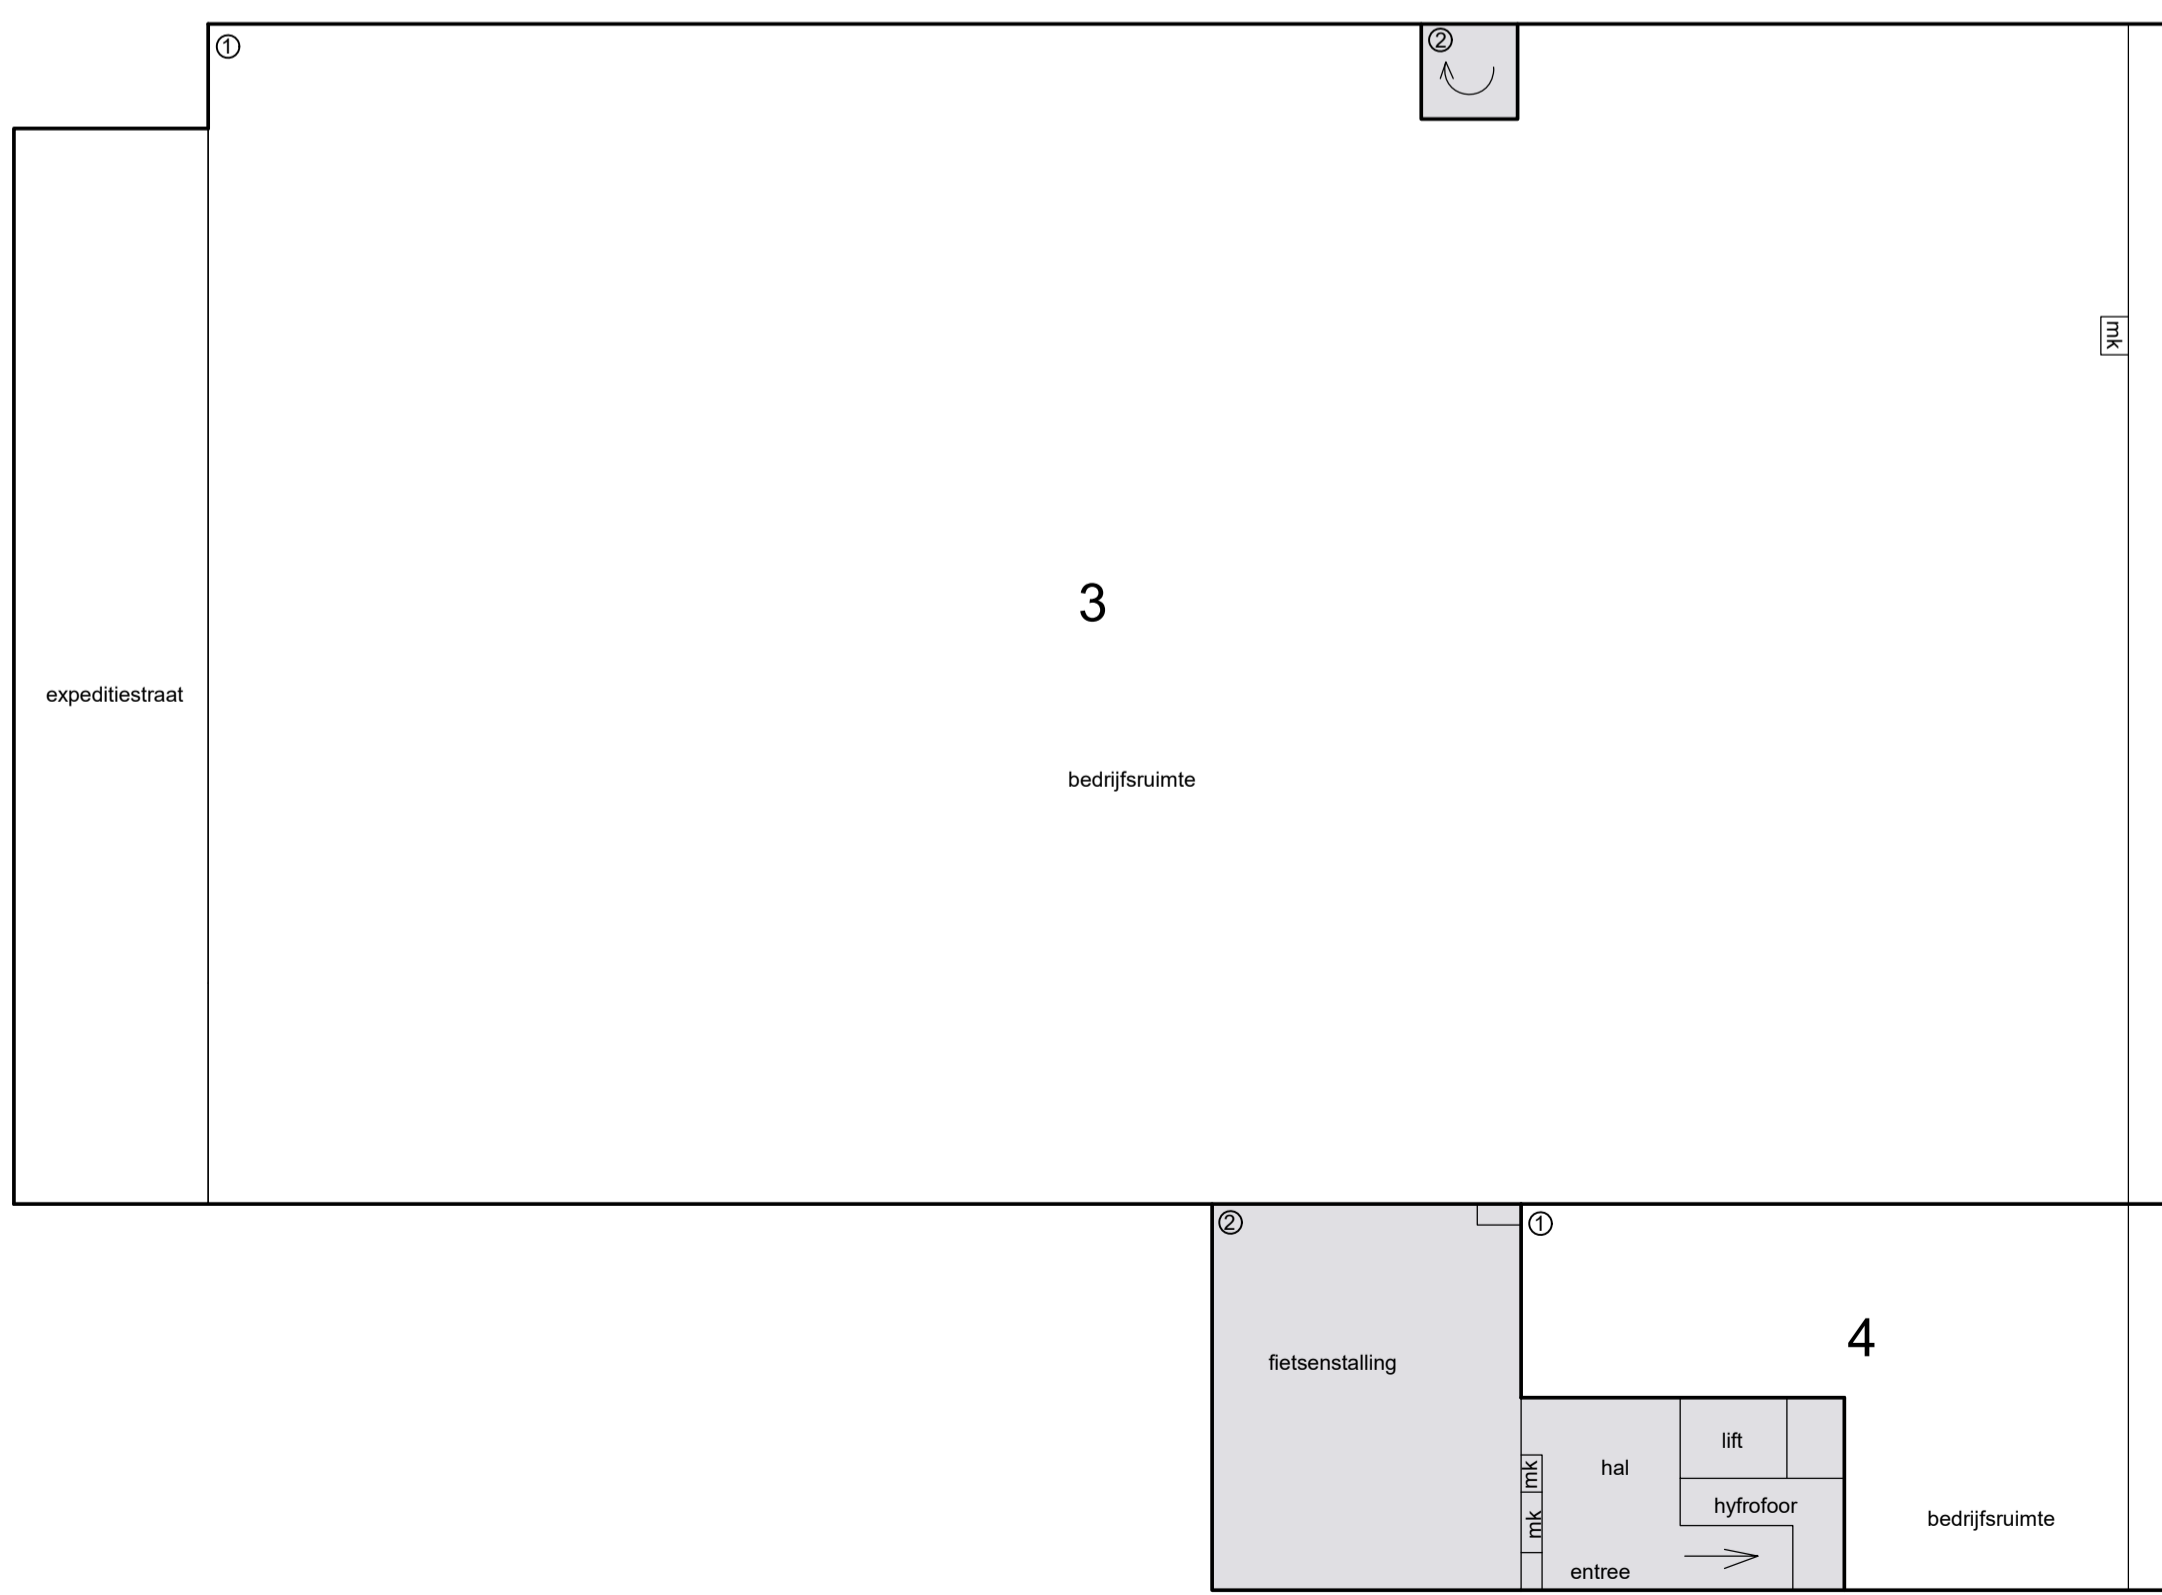 ①
②
mk
3
expeditiestraat
bedrijfsruimte
②
①
4
fietsenstalling
lift
hal
mk
hyfrofoor
mk
bedrijfsruimte
entree